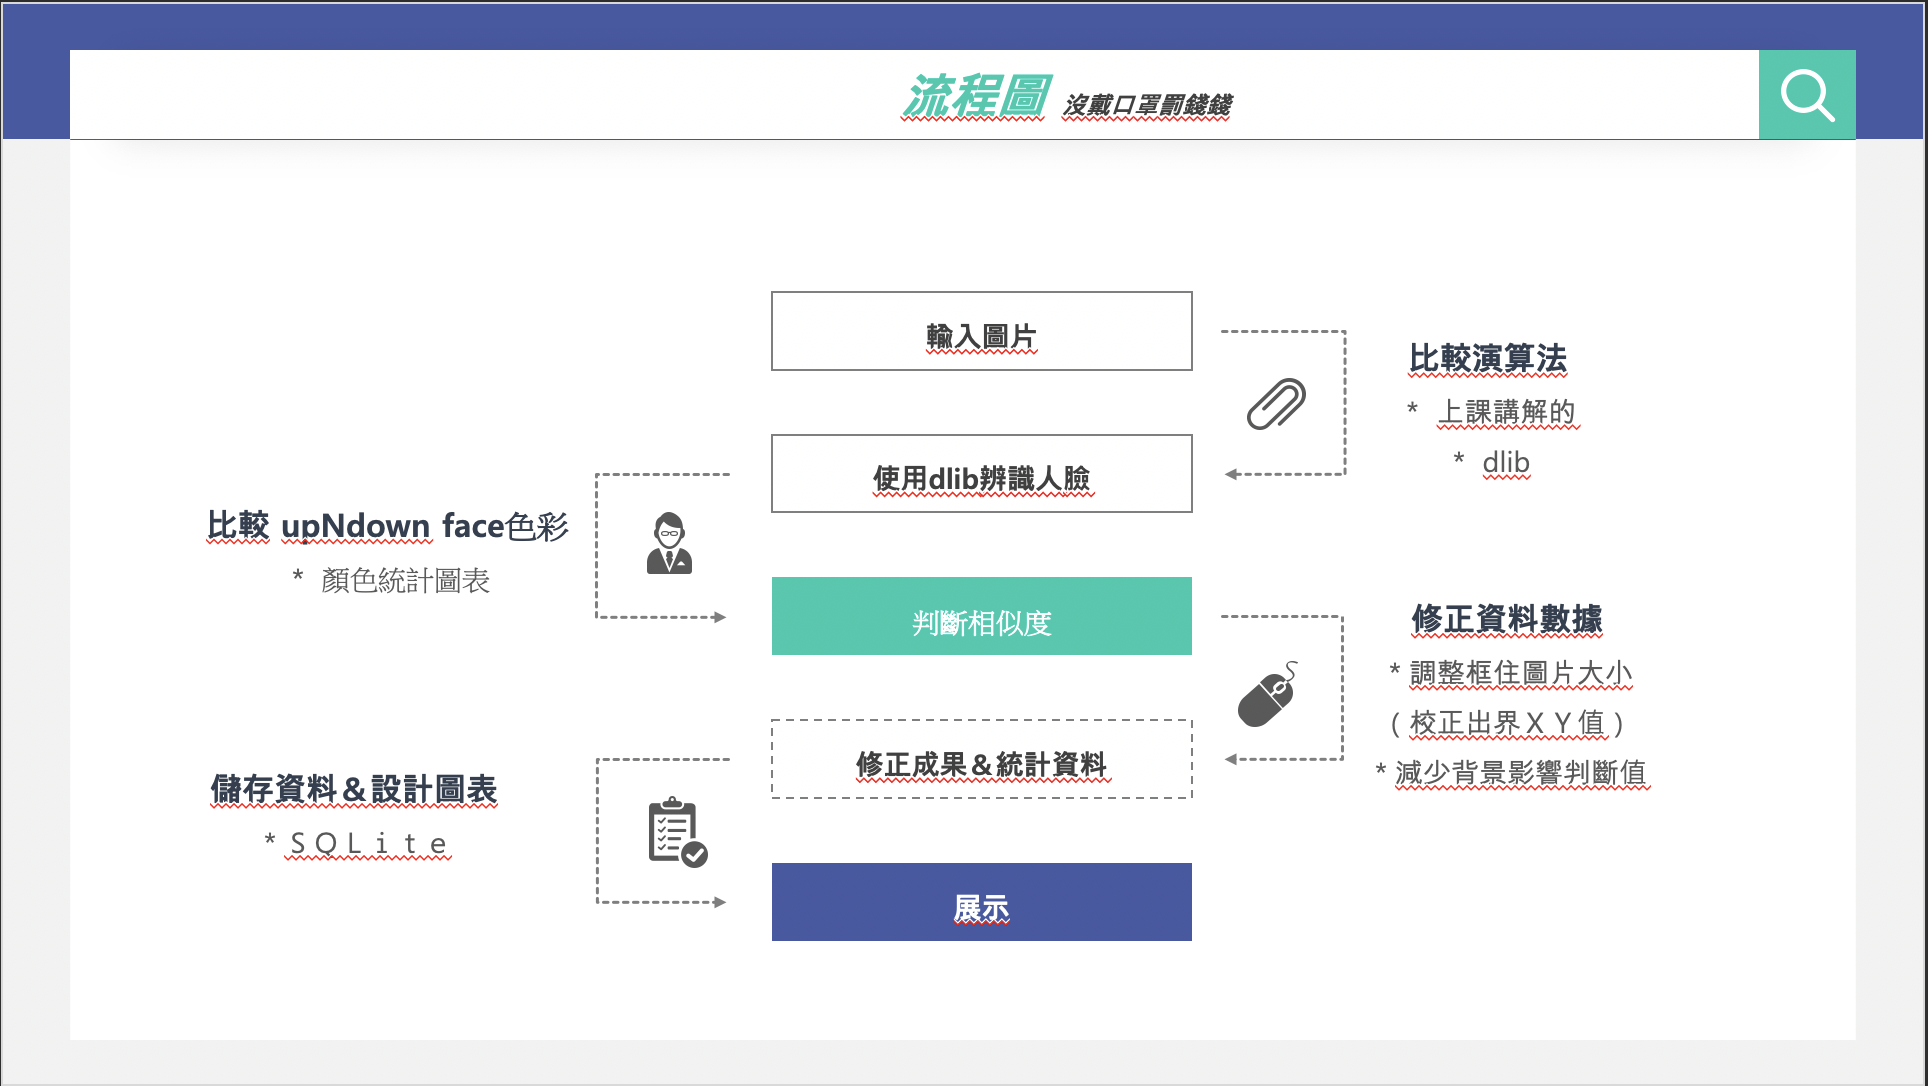 流程圖 沒戴口罩罰錢錢
輸入圖片
比較演算法
* 上課講解的
* dlib
使用dlib辨識人臉
比較 upNdown face色彩
* 顏色統計圖表
判斷相似度
修正資料數據
* 調整框住圖片大小
（校正出界ＸＹ值）
* 減少背景影響判斷值
修正成果＆統計資料
儲存資料＆設計圖表
* ＳＱＬｉｔｅ
展示